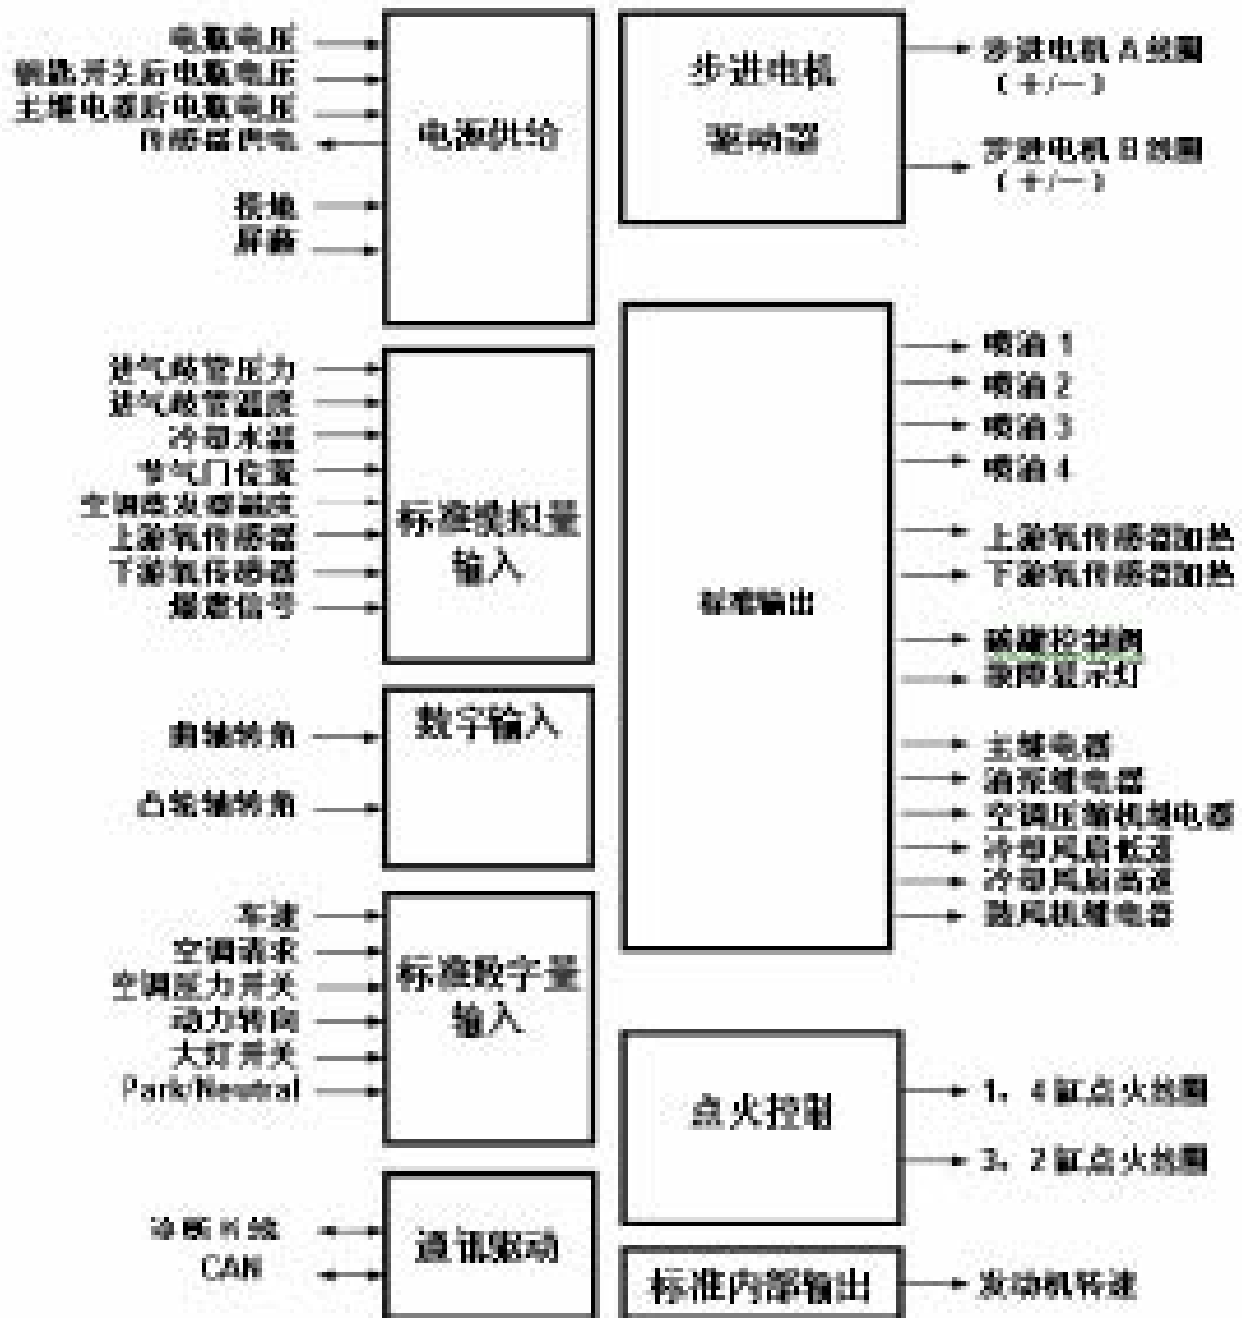 电瓶电压
钥匙开关后电瓶电压
主继电器后电瓶电压
传感器供电
接地
屏蔽
电源供给
进气歧管压力
进气歧管温度
冷却水温
节气门位置
空调蒸发器温度
上游氧传感器
下游氧传感器
爆震信号
标准模拟量
输入
曲轴转角
凸轮轴转角
数字输入
车速
空调请求
空调压力开关
动力转向
大灯开关
Park/Neutral
标准数字量
输入
诊断K线
CAN
通讯驱动
步进电机
驱动器
步进电机 A 线圈
(+/—)
步进电机 B 线圈
(+/—)
标准输出
喷油 1
喷油 2
喷油 3
喷油 4
上游氧传感器加热
下游氧传感器加热
碳罐控制阀
故障显示灯
主继电器
油泵继电器
空调压缩机继电器
冷却风扇低速
冷却风扇高速
鼓风机继电器
点火控制
1，4 缸点火线圈
3，2 缸点火线圈
标准内部输出
发动机转速